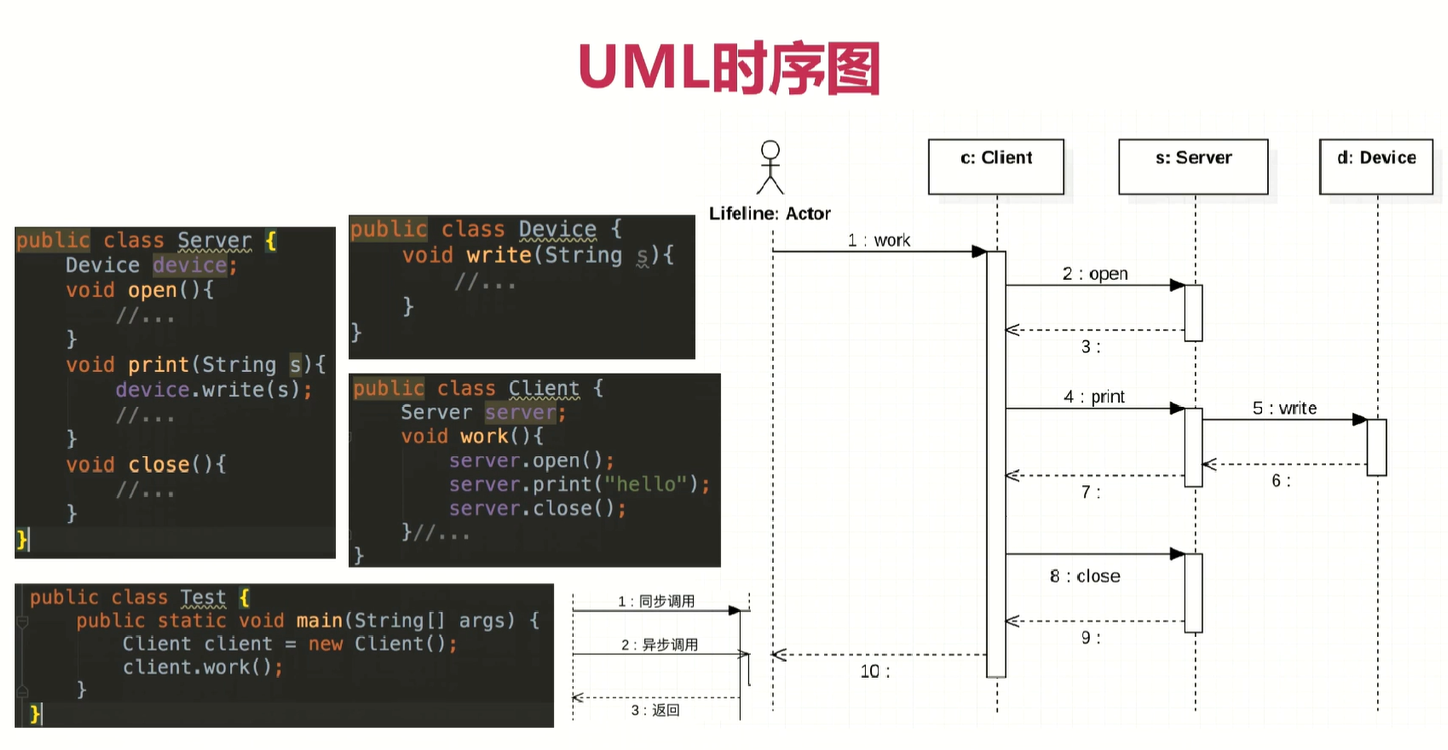 UML时序图
public class Server {
    Device device;
    void open(){
        //...
    }
    void print(String s){
        device.write(s);
        //...
    }
    void close(){
        //...
    }
}
public class Device {
    void write(String s){
        //...
    }
}
public class Client {
    Server server;
    void work(){
        server.open();
        server.print("hello");
        server.close();
    }//...
}
public class Test {
    public static void main(String[] args) {
        Client client = new Client();
        client.work();
    }
}
1 : 同步调用
2 : 异步调用
3 : 返回
Lifeline: Actor
c: Client
s: Server
d: Device
1 : work
2 : open
3 :
4 : print
5 : write
6 :
7 :
8 : close
9 :
10 :